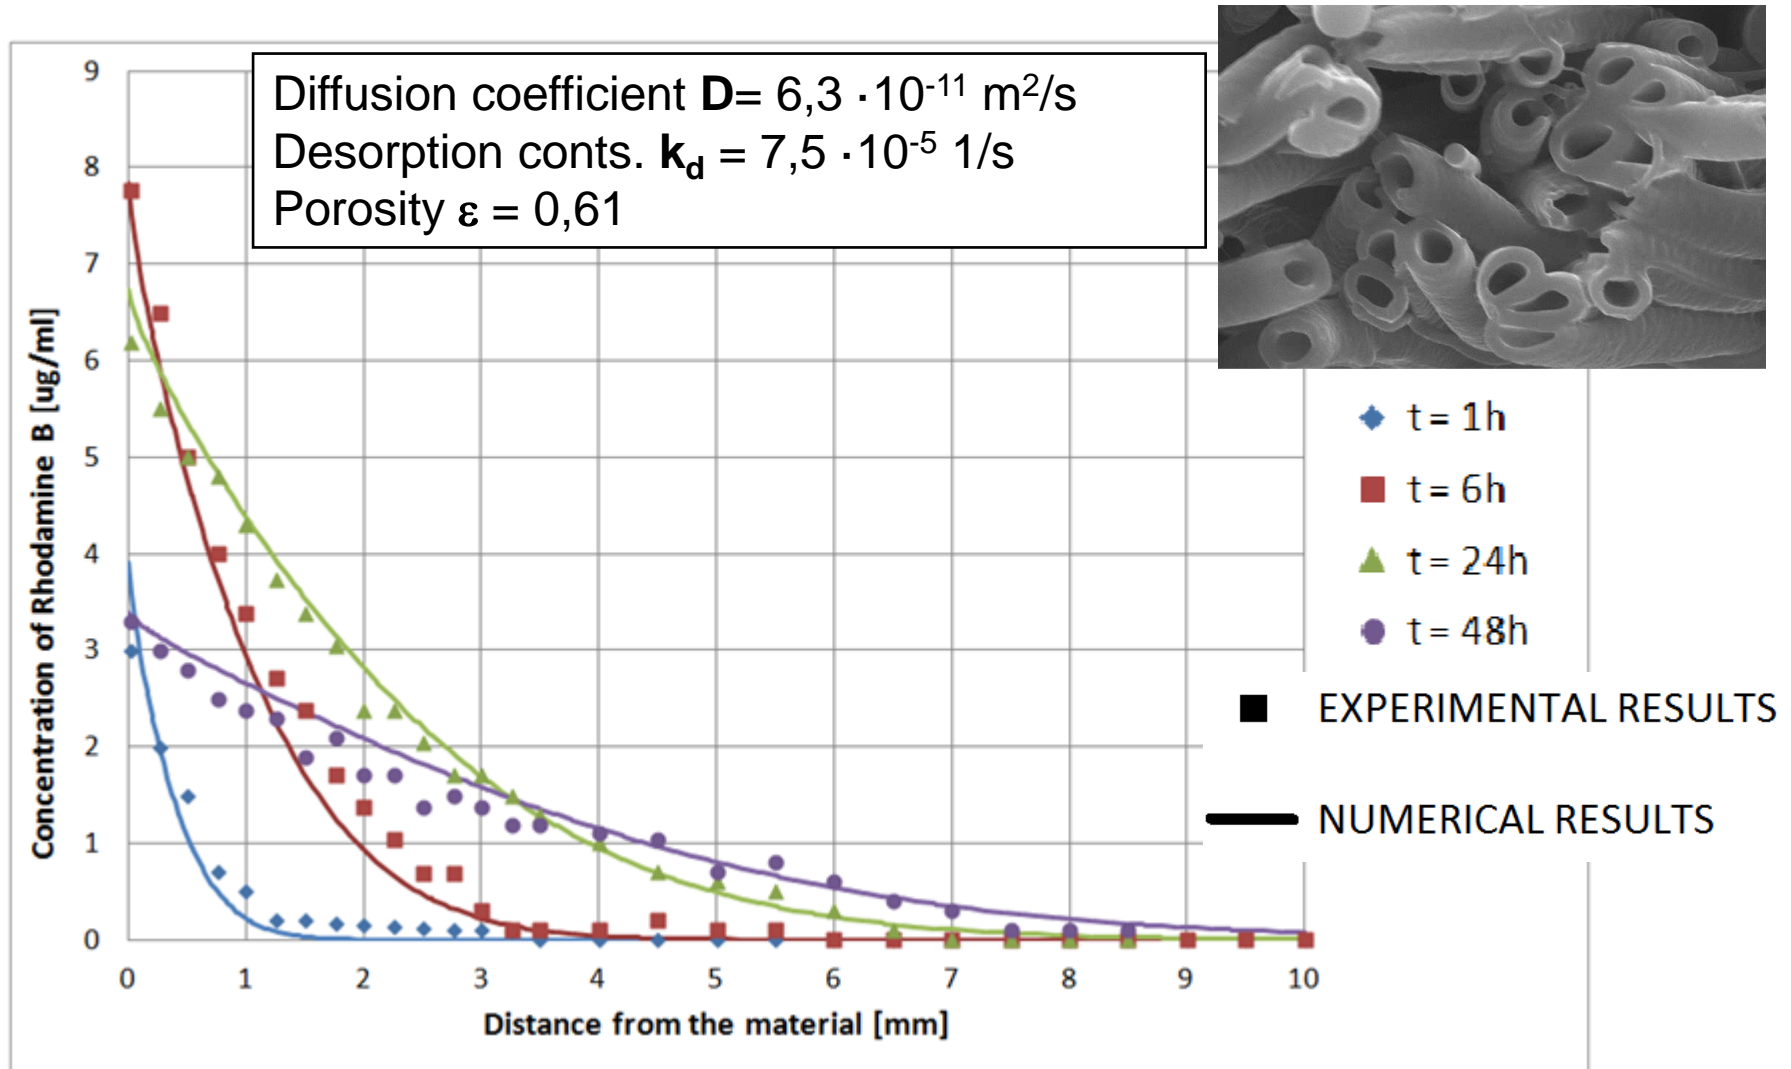 Diffusion coefficient D= 6,3 ·10-11 m2/s
Desorption conts. kd = 7,5 ·10-5 1/s
Porosity ε = 0,61
9
8
7
6
5
4
3
2
1
0
Concentration of Rhodamine B [ug/ml]
0 1 2 3 4 5 6 7 8 9 10
Distance from the material [mm]
t = 1h
t = 6h
t = 24h
t = 48h
EXPERIMENTAL RESULTS
NUMERICAL RESULTS